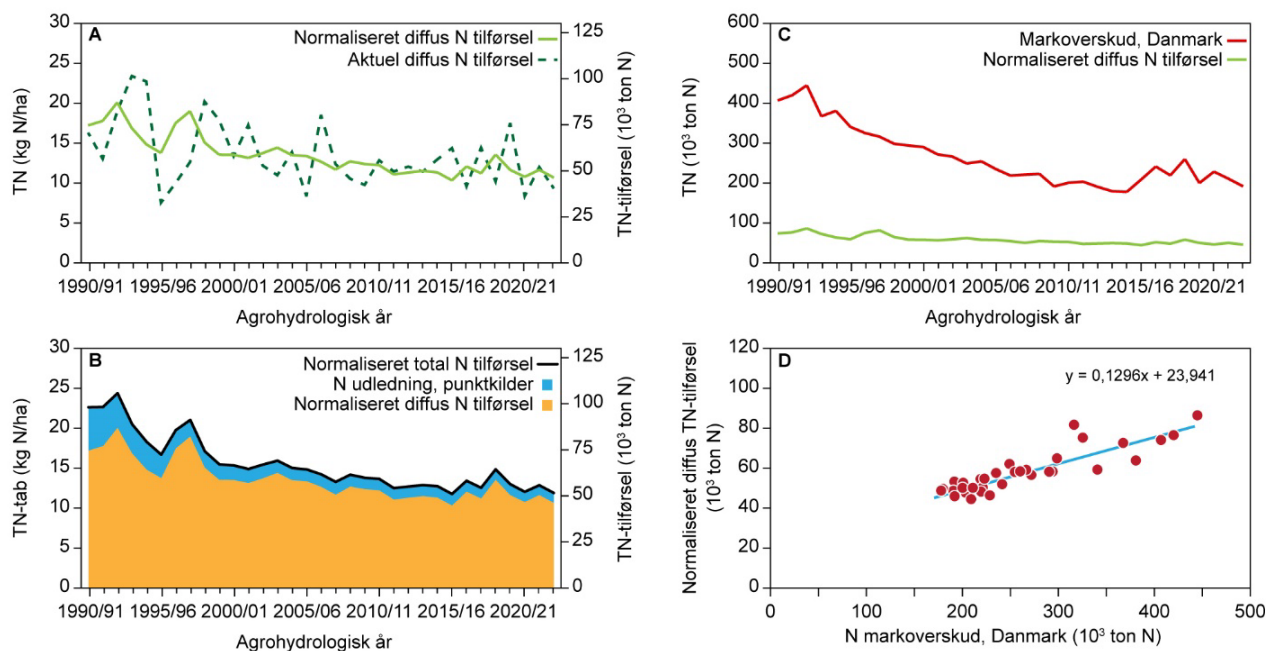 A
Normaliseret diffus N tilførsel
Aktuel diffus N tilførsel
TN (kg N/ha)
TN-tilførsel (10³ ton N)
30
25
20
15
10
5
0
125
100
75
50
25
0
1990/91 1995/96 2000/01 2005/06 2010/11 2015/16 2020/21
Agrohydrologisk år
C
Markoverskud, Danmark
Normaliseret diffus N tilførsel
TN (10³ ton N)
600
500
400
300
200
100
0
1990/91 1995/96 2000/01 2005/06 2010/11 2015/16 2020/21
Agrohydrologisk år
B
Normaliseret total N tilførsel
N udledning, punktkilder
Normaliseret diffus N tilførsel
TN-tab (kg N/ha)
TN-tilførsel (10³ ton N)
30
25
20
15
10
5
0
125
100
75
50
25
0
1990/91 1995/96 2000/01 2005/06 2010/11 2015/16 2020/21
Agrohydrologisk år
D
y = 0,1296x + 23,941
Normaliseret diffus TN-tilførsel
(10³ ton N)
120
100
80
60
40
20
0
0 100 200 300 400 500
N markoverskud, Danmark (10³ ton N)